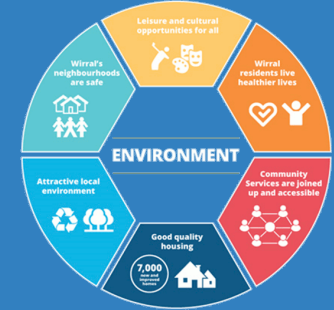 Leisure and cultural
opportunities for all
Wirral's
neighbourhoods
are safe
Wirral
residents live
healthier lives
ENVIRONMENT
Attractive local
environment
Community
Services are joined
up and accessible
Good quality
housing
7,000
new and
improved
homes